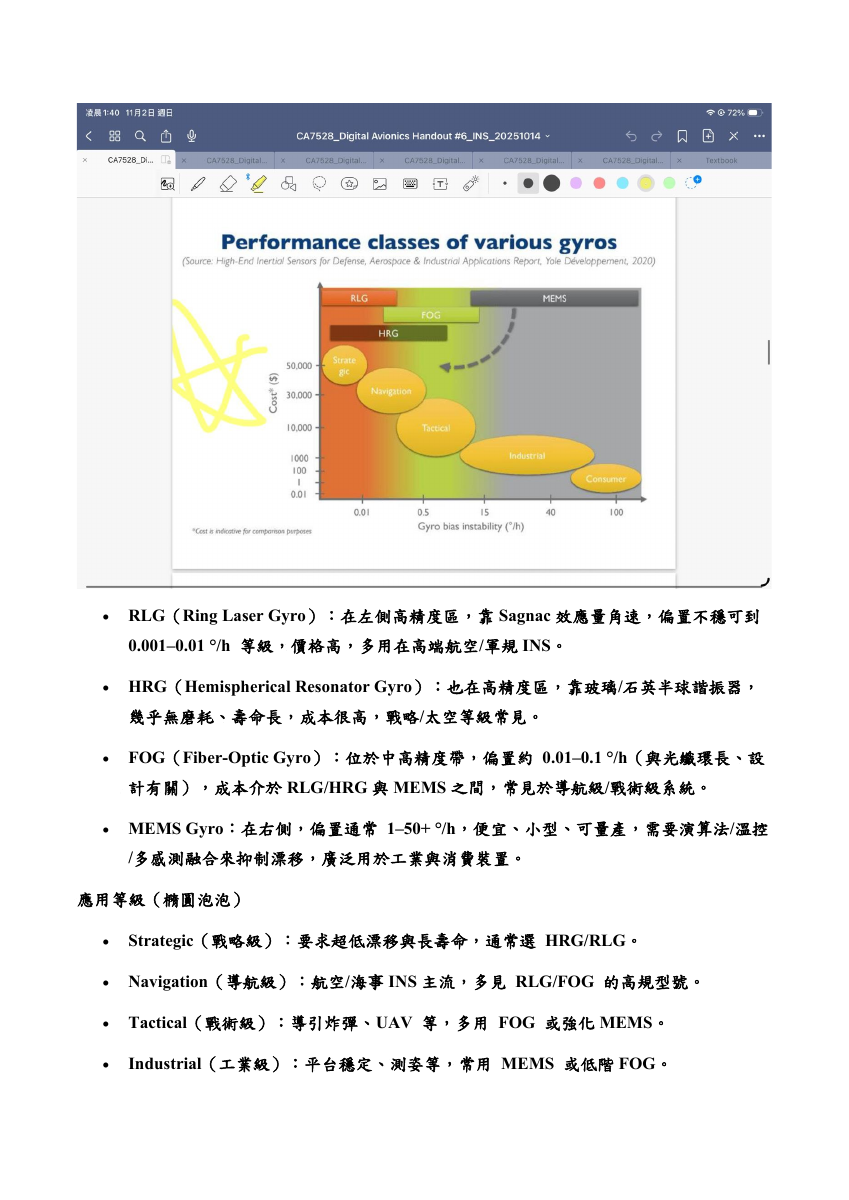 凌晨1:40 11月2日 週日
72%
CA7528_Digital Avionics Handout #6_INS_20251014
CA7528_Di...
CA7528_Digital...
CA7528_Digital...
CA7528_Digital...
CA7528_Digital...
CA7528_Digital...
Textbook
Performance classes of various gyros
(Source: High-End Inertial Sensors for Defense, Aerospace & Industrial Applications Report, Yole Développement, 2020)
RLG
MEMS
FOG
HRG
Strate
gic
Navigation
Tactical
Industrial
Consumer
Cost* ($)
50,000
30,000
10,000
1000
100
1
0.01
0.01 0.5 15 40 100
Gyro bias instability (°/h)
*Cost is indicative for comparison purposes
• RLG（Ring Laser Gyro）：在左側高精度區，靠 Sagnac 效應量角速，偏置不穩可到
0.001–0.01 °/h 等級，價格高，多用在高端航空/軍規 INS。
• HRG（Hemispherical Resonator Gyro）：也在高精度區，靠玻璃/石英半球諧振器，
幾乎無磨耗、壽命長，成本很高，戰略/太空等級常見。
• FOG（Fiber-Optic Gyro）：位於中高精度帶，偏置約 0.01–0.1 °/h（與光纖環長、設
計有關），成本介於 RLG/HRG 與 MEMS 之間，常見於導航級/戰術級系統。
• MEMS Gyro：在右側，偏置通常 1–50+ °/h，便宜、小型、可量產，需要演算法/溫控
/多感測融合來抑制漂移，廣泛用於工業與消費裝置。
應用等級（橢圓泡泡）
• Strategic（戰略級）：要求超低漂移與長壽命，通常選 HRG/RLG。
• Navigation（導航級）：航空/海事 INS 主流，多見 RLG/FOG 的高規型號。
• Tactical（戰術級）：導引炸彈、UAV 等，多用 FOG 或強化 MEMS。
• Industrial（工業級）：平台穩定、測姿等，常用 MEMS 或低階 FOG。